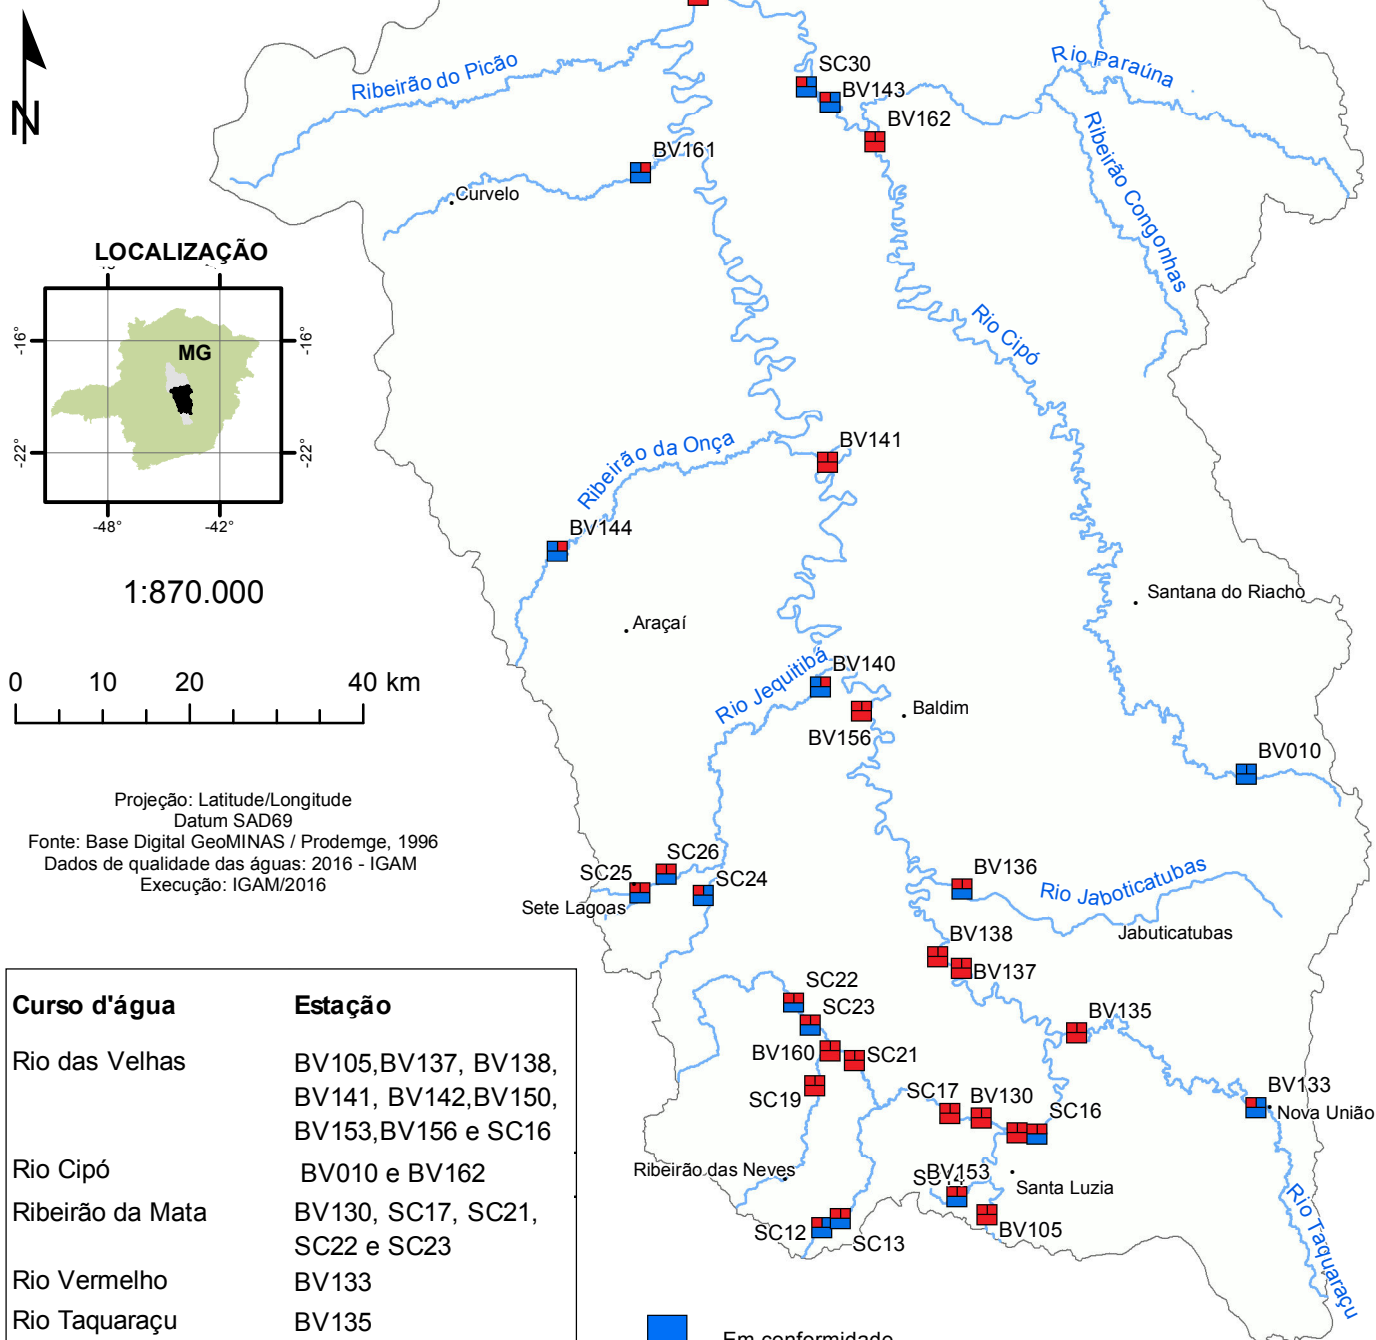 N
Ribeirão do Picão
SC30
BV143
BV162
Rio Paraúna
Ribeirão Congonhas
BV161
Curvelo
LOCALIZAÇÃO
-16°
MG
-16°
-22°
-22°
-48°
-42°
1:870.000
0 10 20 40 km
Rio Cipó
BV141
Ribeirão da Onça
BV144
Santana do Riacho
Araçaí
Rio Jequitibá
BV140
Baldim
BV156
BV010
Projeção: Latitude/Longitude
Datum SAD69
Fonte: Base Digital GeoMINAS / Prodemge, 1996
Dados de qualidade das águas: 2016 - IGAM
Execução: IGAM/2016
SC26
SC25
SC24
Sete Lagoas
BV136
Rio Jaboticatubas
Jabuticatubas
BV138
BV137
SC22
SC23
BV135
BV160
SC21
SC19
SC17
BV130
SC16
BV133
Nova União
Ribeirão das Neves
BV153
Santa Luzia
SC12
SC13
BV105
Rio Taquaraçu
Curso d'água Estação
Rio das Velhas BV105,BV137, BV138,
BV141, BV142,BV150,
BV153,BV156 e SC16
Rio Cipó BV010 e BV162
Ribeirão da Mata BV130, SC17, SC21,
SC22 e SC23
Rio Vermelho BV133
Rio Taquaraçu BV135
Em conformidade